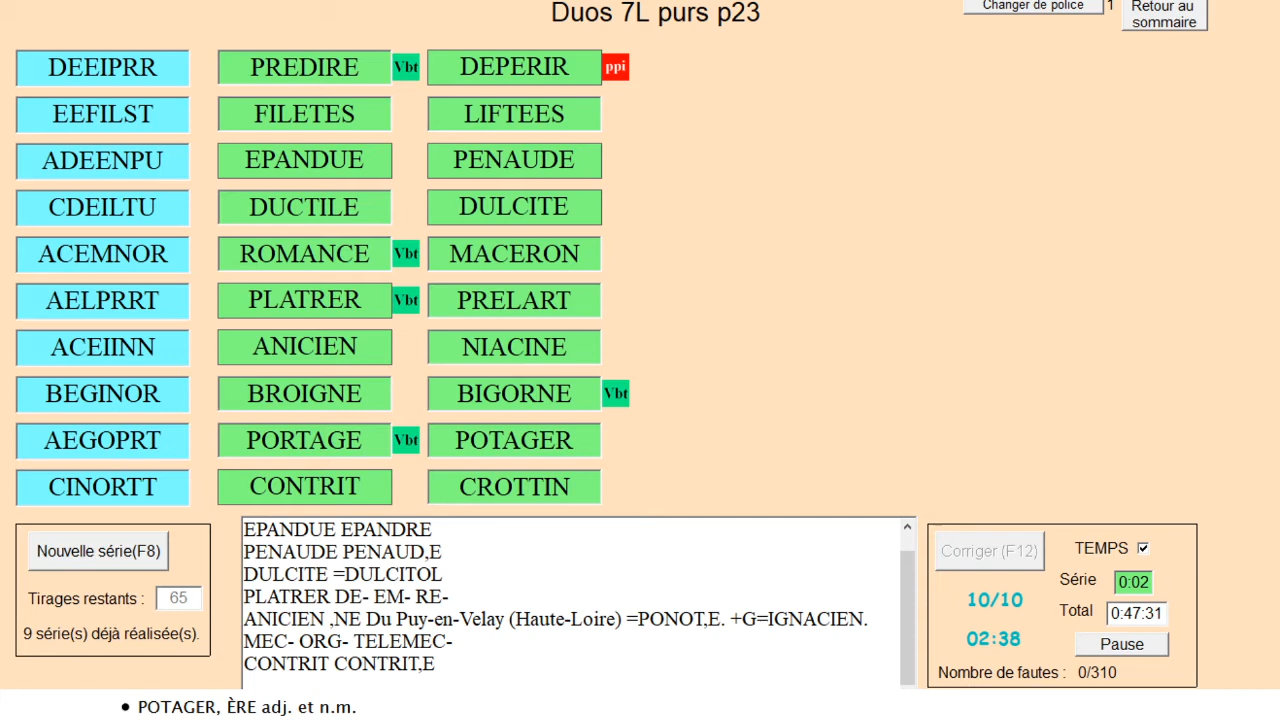 Duos 7L purs p23
Changer de police 1
Retour au
sommaire
DEEIPRR PREDIRE Vbt DEPERIR ppi
EEFILST FILETES LIFTEES
ADEENPU EPANDUE PENAUDE
CDEILTU DUCTILE DULCITE
ACEMNOR ROMANCE Vbt MACERON
AELPRRT PLATRER Vbt PRELART
ACEIINN ANICIEN NIACINE
BEGINOR BROIGNE BIGORNE Vbt
AEGOPRT PORTAGE Vbt POTAGER
CINORTT CONTRIT CROTTIN
Nouvelle série(F8)
Tirages restants : 65
9 série(s) déjà réalisée(s).
EPANDUE EPANDRE
PENAUDE PENAUD,E
DULCITE =DULCITOL
PLATRER DE- EM- RE-
ANICIEN ,NE Du Puy-en-Velay (Haute-Loire) =PONOT,E. +G=IGNACIEN.
MEC- ORG- TELEMEC-
CONTRIT CONTRIT,E
Corriger (F12) TEMPS
Série 0:02
10/10
Total 0:47:31
02:38
Pause
Nombre de fautes : 0/310
• POTAGER, ÈRE adj. et n.m.